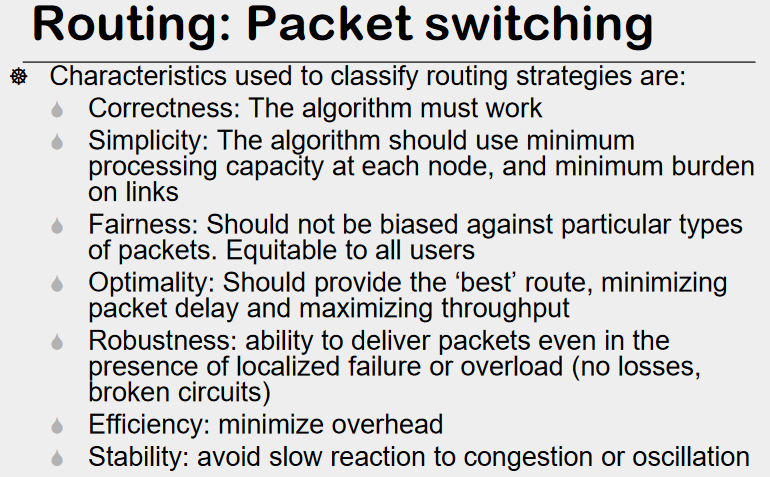 Routing: Packet switching
Characteristics used to classify routing strategies are:
Correctness: The algorithm must work
Simplicity: The algorithm should use minimum
processing capacity at each node, and minimum burden
on links
Fairness: Should not be biased against particular types
of packets. Equitable to all users
Optimality: Should provide the ‘best’ route, minimizing
packet delay and maximizing throughput
Robustness: ability to deliver packets even in the
presence of localized failure or overload (no losses,
broken circuits)
Efficiency: minimize overhead
Stability: avoid slow reaction to congestion or oscillation